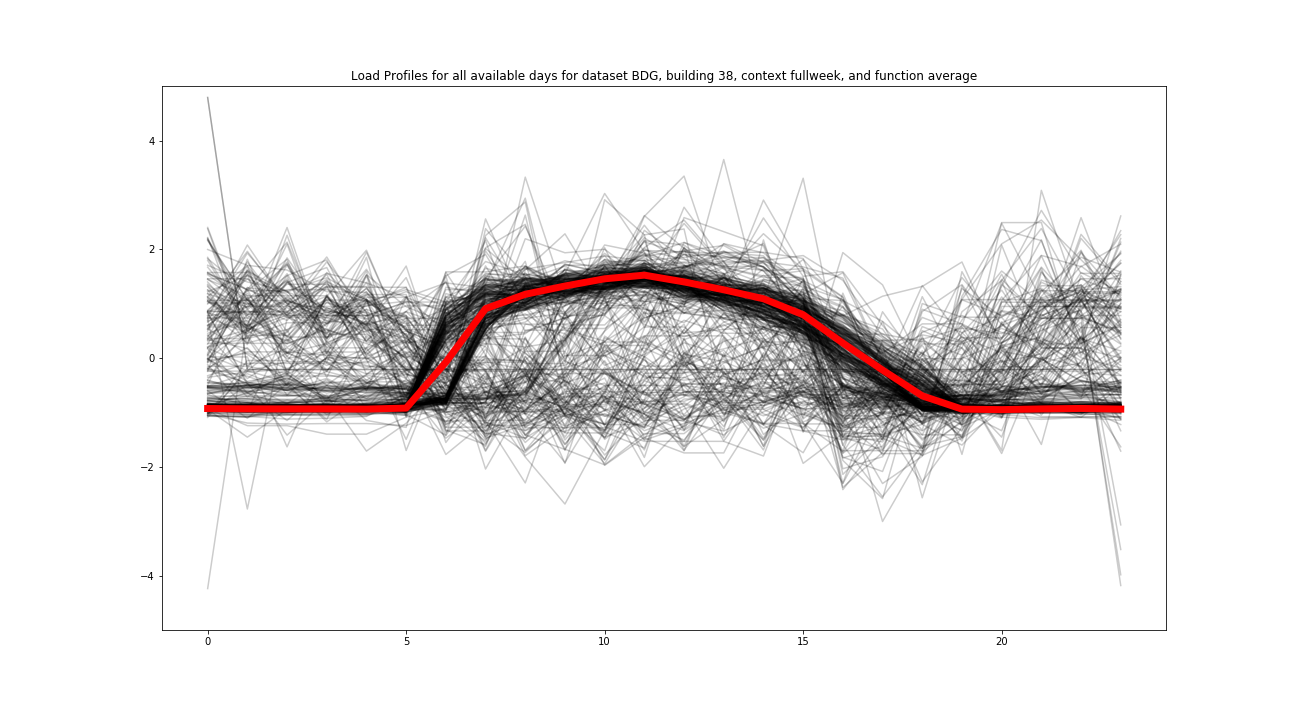 Load Profiles for all available days for dataset BDG, building 38, context fullweek, and function average
4
2
0
−2
−4
0 5 10 15 20